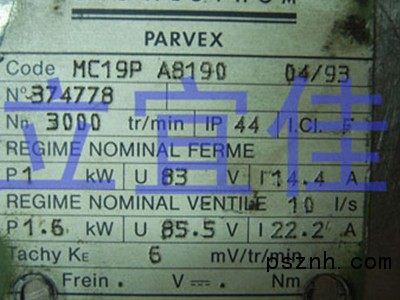 PARVEX
Code MC19P A8190 04/93
N° 374778
Nn 3000 tr/min IP 44 I.Cl. F
REGIME NOMINAL FERME
P 1 kW U 83 V I 14.4 A
REGIME NOMINAL VENTILE 10 l/s
P 1.6 kW U 85.5 V I 22.2 A
Tachy KE 6 mV/tr/min
Frein . V . Nm
立宜佳
psznh.com